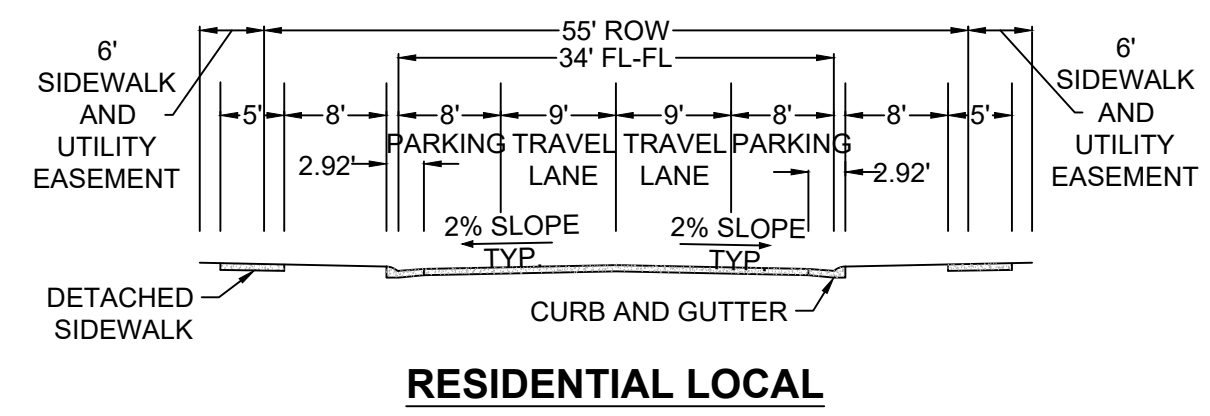 55' ROW
34' FL-FL
6'
SIDEWALK
AND
UTILITY
EASEMENT
6'
SIDEWALK
AND
UTILITY
EASEMENT
5' 8' 8' 9' 9' 8' 8' 5'
PARKING TRAVEL LANE TRAVEL LANE PARKING
2.92' 2.92'
2% SLOPE
TYP.
2% SLOPE
TYP.
DETACHED
SIDEWALK
CURB AND GUTTER
RESIDENTIAL LOCAL